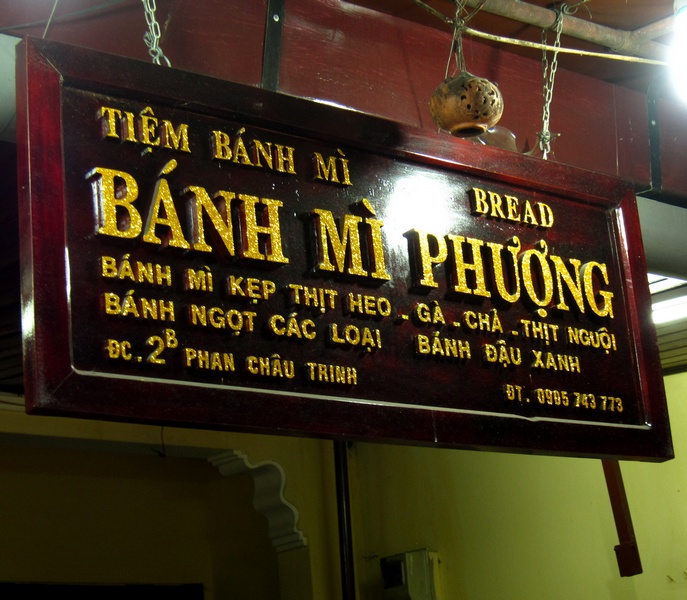 TIỆM BÁNH MÌ
BREAD
BÁNH MÌ PHƯỢNG
BÁNH MÌ KẸP THỊT HEO - GÀ - CHẢ - THỊT NGUỘI
BÁNH NGỌT CÁC LOẠI BÁNH ĐẬU XANH
ĐC. 2B PHAN CHÂU TRINH
ĐT. 0905 743 773